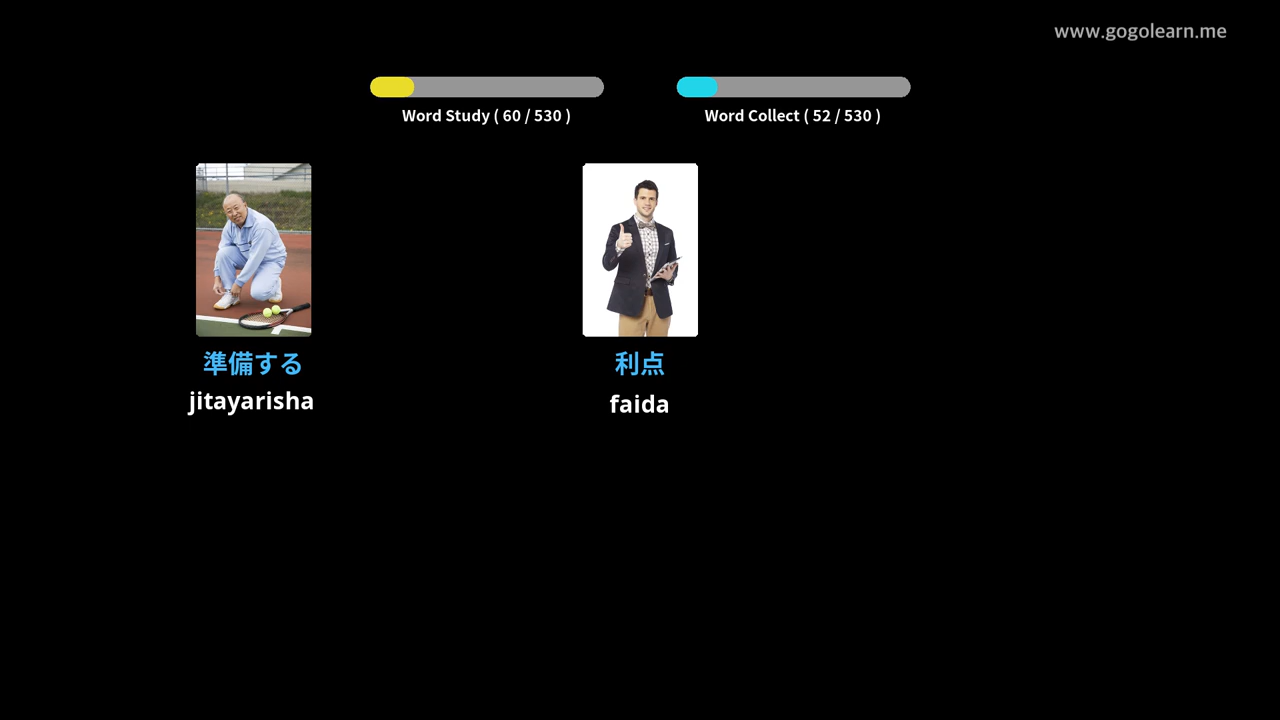 www.gogolearn.me
Word Study ( 60 / 530 )
Word Collect ( 52 / 530 )
準備する
jitayarisha
利点
faida